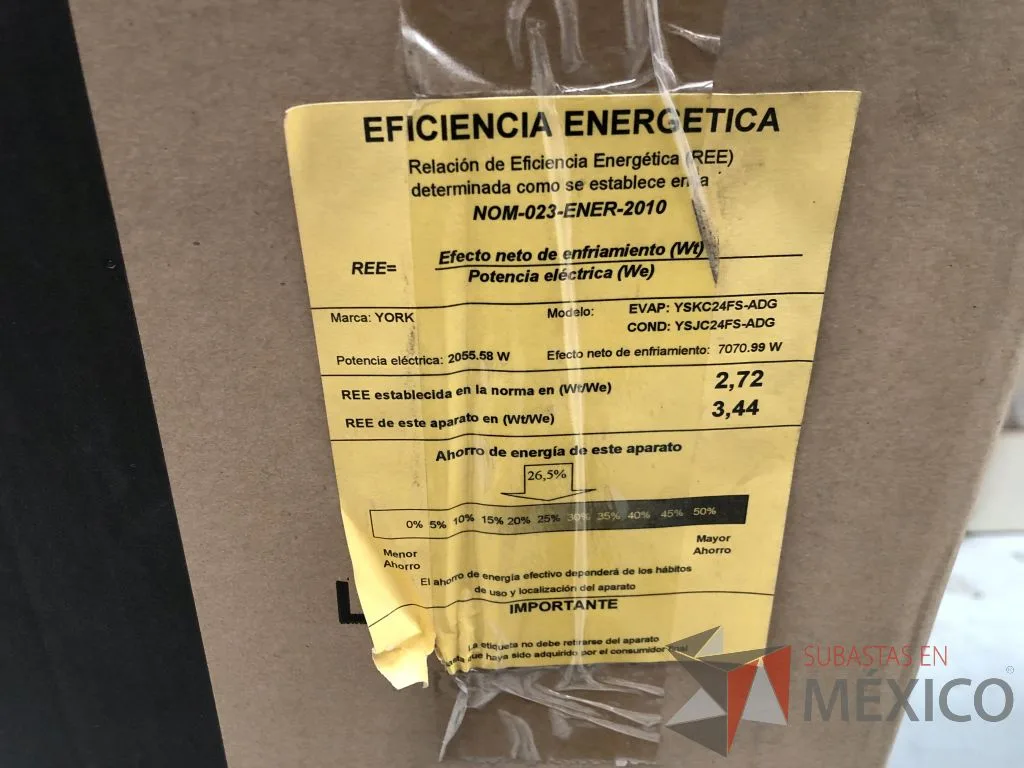 EFICIENCIA ENERGETICA
Relación de Eficiencia Energética (REE)
determinada como se establece en la
NOM-023-ENER-2010
REE=
Efecto neto de enfriamiento (Wt)
Potencia eléctrica (We)
Marca: YORK
Modelo: EVAP: YSKC24FS-ADG
COND: YSJC24FS-ADG
Potencia eléctrica: 2055.58 W Efecto neto de enfriamiento: 7070.99 W
REE establecida en la norma en (Wt/We) 2,72
REE de este aparato en (Wt/We) 3,44
Ahorro de energía de este aparato
26,5%
0% 5% 10% 15% 20% 25% 30% 35% 40% 45% 50%
Menor Ahorro
Mayor Ahorro
El ahorro de energía efectivo dependerá de los hábitos
de uso y localización del aparato
IMPORTANTE
La etiqueta no debe retirarse del aparato
hasta que haya sido adquirido por el consumidor final
SUBASTAS EN
MÉXICO®